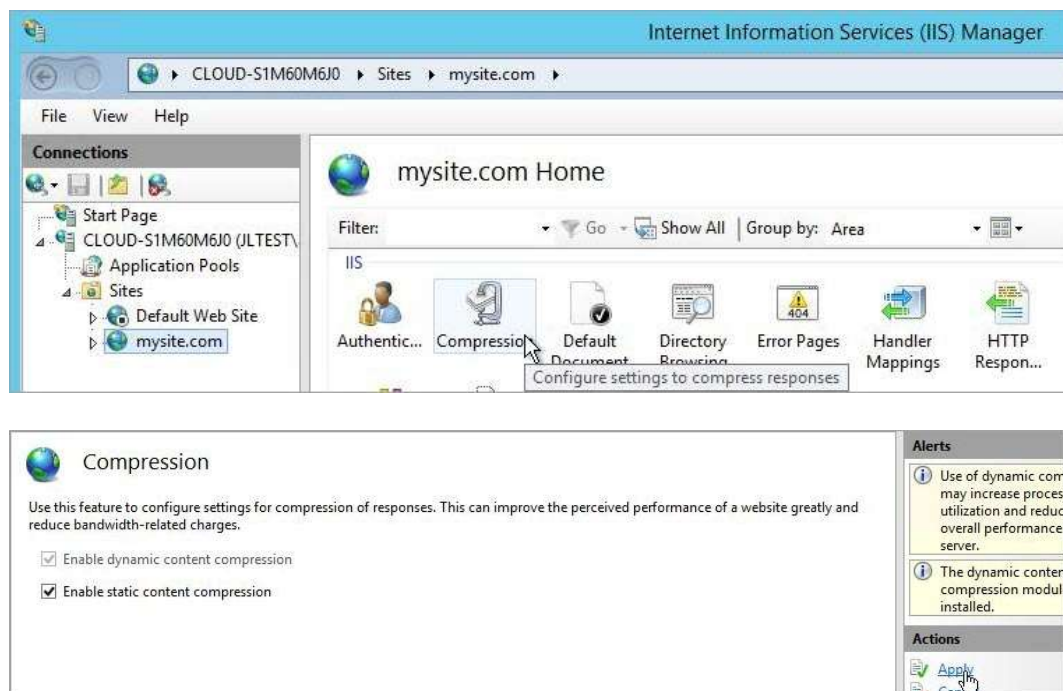 Internet Information Services (IIS) Manager
CLOUD-S1M60M6J0 Sites mysite.com
File View Help
Connections
mysite.com Home
Start Page
CLOUD-S1M60M6J0 (JLTEST\
Application Pools
Sites
Default Web Site
mysite.com
Filter: Go Show All Group by: Area
IIS
Authentic... Compression Default Directory Error Pages Handler HTTP
Document Browsing Mappings Respon...
404
Configure settings to compress responses
Compression
Use this feature to configure settings for compression of responses. This can improve the perceived performance of a website greatly and
reduce bandwidth-related charges.
Enable dynamic content compression
Enable static content compression
Alerts
Use of dynamic com
may increase proces
utilization and reduc
overall performance
server.
The dynamic conten
compression modul
installed.
Actions
Apply